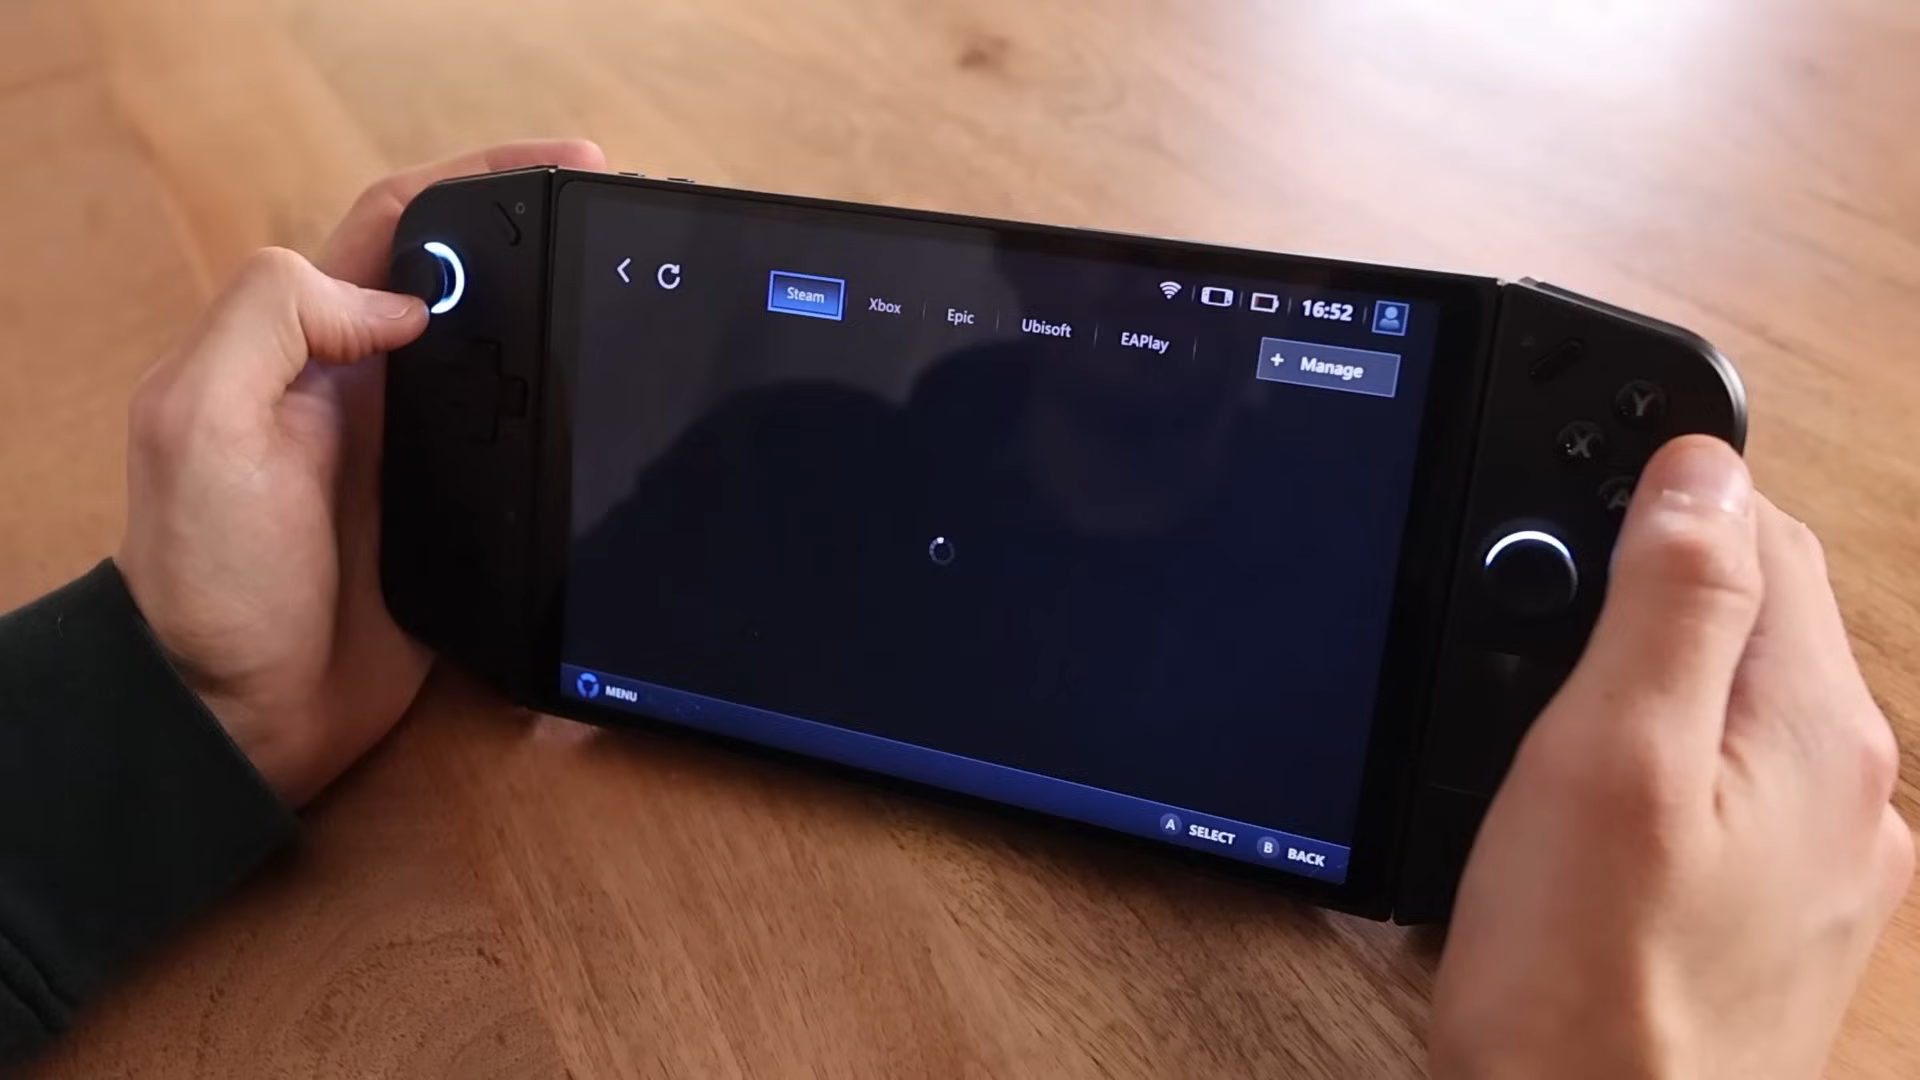 Steam Xbox Epic Ubisoft EAPlay
16:52
+ Manage
MENU
A SELECT B BACK
Y
X
A